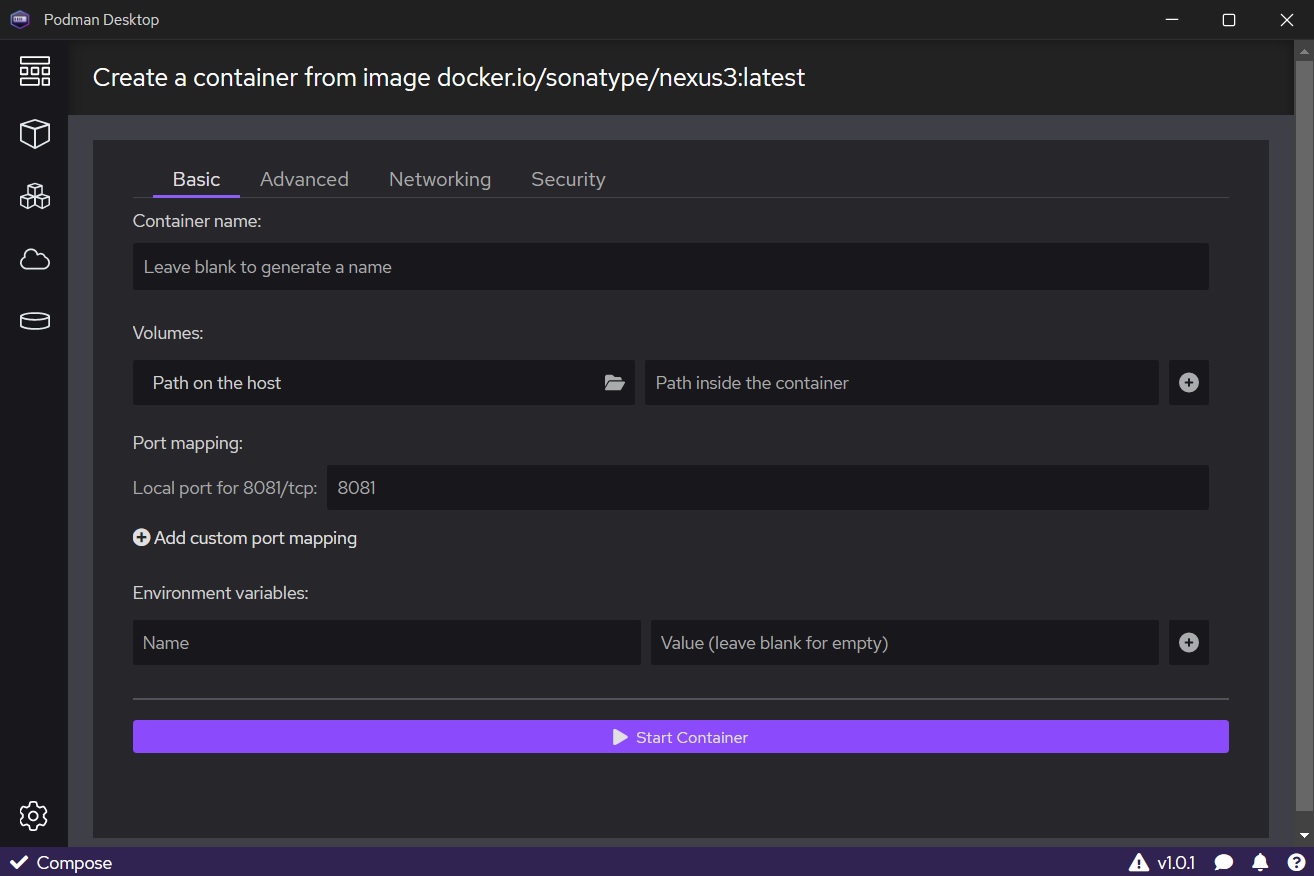 Podman Desktop
Create a container from image docker.io/sonatype/nexus3:latest
Basic Advanced Networking Security
Container name:
Leave blank to generate a name
Volumes:
Path on the host Path inside the container
Port mapping:
Local port for 8081/tcp: 8081
Add custom port mapping
Environment variables:
Name Value (leave blank for empty)
Start Container
Compose v1.0.1